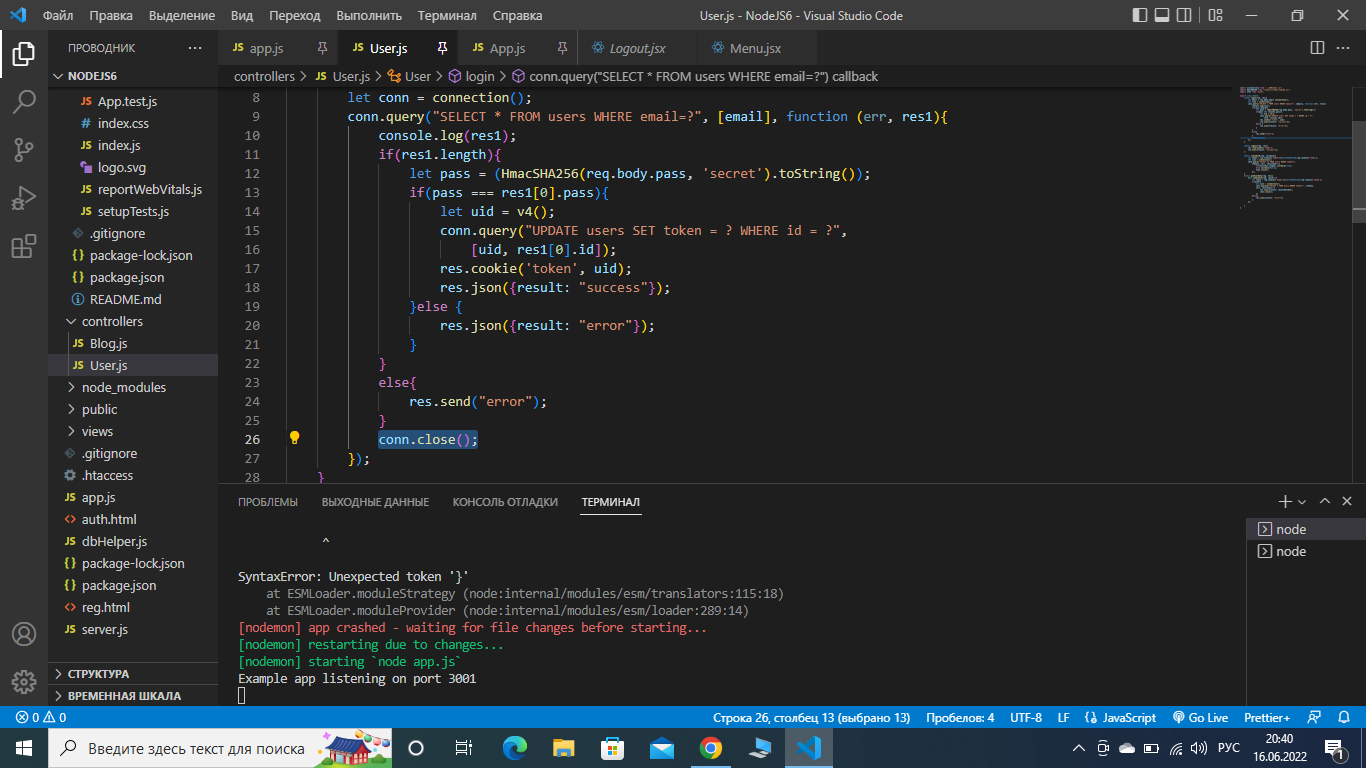 Файл Правка Выделение Вид Переход Выполнить Терминал Справка
User.js - NodeJS6 - Visual Studio Code
ПРОВОДНИК ...
NODEJS6
App.test.js
index.css
index.js
logo.svg
reportWebVitals.js
setupTests.js
.gitignore
package-lock.json
package.json
README.md
controllers
Blog.js
User.js
node_modules
public
views
.gitignore
.htaccess
app.js
auth.html
dbHelper.js
package-lock.json
package.json
reg.html
server.js
СТРУКТУРА
ВРЕМЕННАЯ ШКАЛА
JS app.js JS User.js JS App.js Logout.jsx Menu.jsx
controllers > JS User.js > User > login > conn.query("SELECT * FROM users WHERE email=?") callback
8 let conn = connection();
9 conn.query("SELECT * FROM users WHERE email=?", [email], function (err, res1){
10 console.log(res1);
11 if(res1.length){
12 let pass = (HmacSHA256(req.body.pass, 'secret').toString());
13 if(pass === res1[0].pass){
14 let uid = v4();
15 conn.query("UPDATE users SET token = ? WHERE id = ?",
16 [uid, res1[0].id]);
17 res.cookie('token', uid);
18 res.json({result: "success"});
19 }else {
20 res.json({result: "error"});
21 }
22 }
23 else{
24 res.send("error");
25 }
26 conn.close();
27 });
28 }
ПРОБЛЕМЫ ВЫХОДНЫЕ ДАННЫЕ КОНСОЛЬ ОТЛАДКИ ТЕРМИНАЛ
^
SyntaxError: Unexpected token '}'
at ESMLoader.moduleStrategy (node:internal/modules/esm/translators:115:18)
at ESMLoader.moduleProvider (node:internal/modules/esm/loader:289:14)
[nodemon] app crashed - waiting for file changes before starting...
[nodemon] restarting due to changes...
[nodemon] starting `node app.js`
Example app listening on port 3001
node
node
0 0 Строка 26, столбец 13 (выбрано 13) Пробелов: 4 UTF-8 LF JavaScript Go Live Prettier+
Введите здесь текст для поиска
РУС
20:40
16.06.2022
1